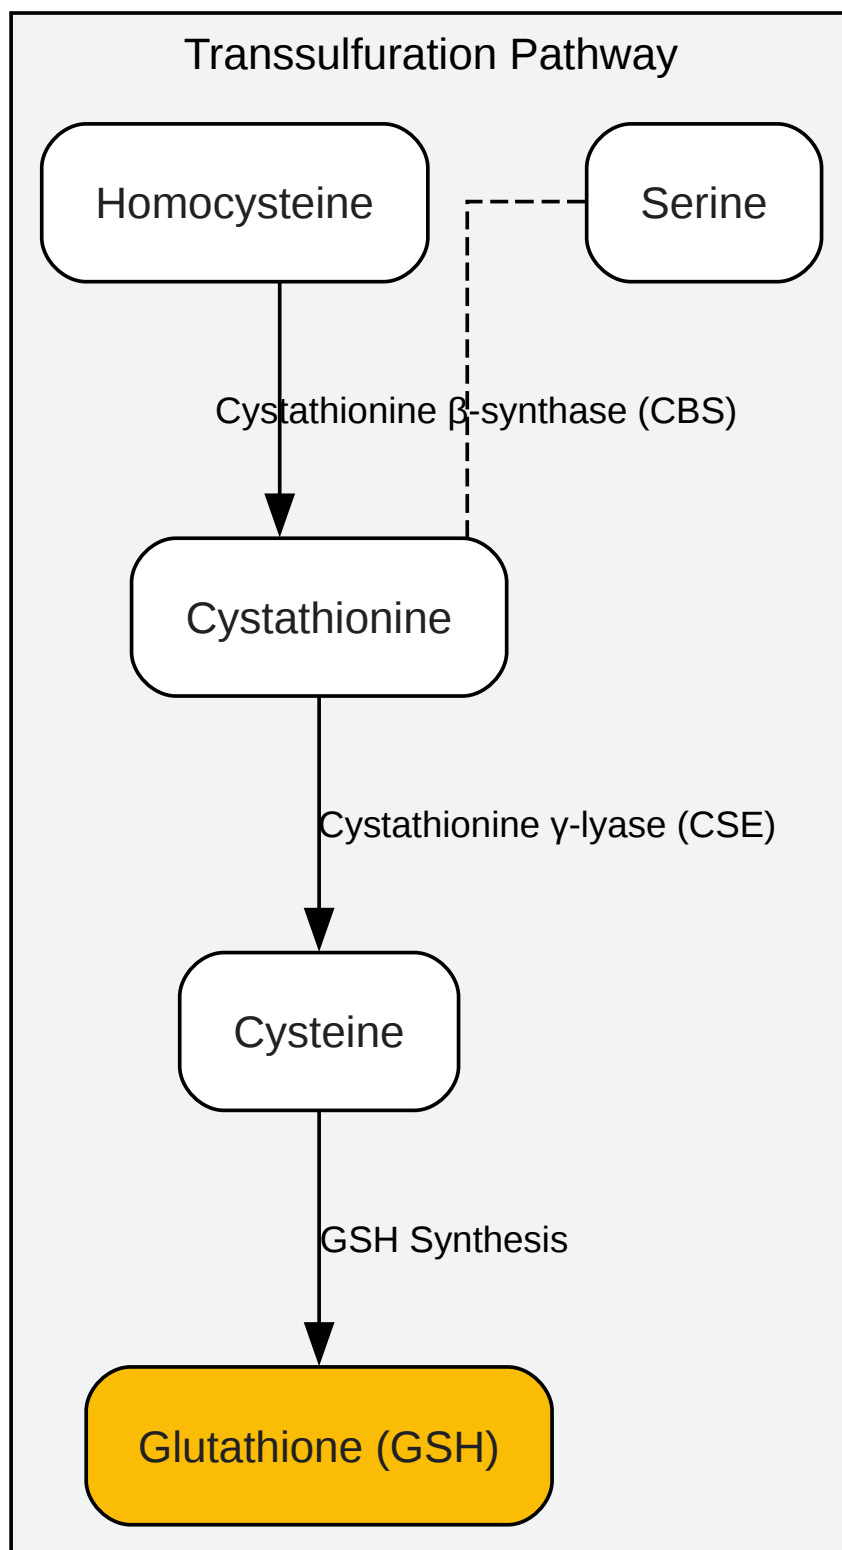 Transsulfuration Pathway
Homocysteine
Serine
Cystathionine β-synthase (CBS)
Cystathionine
Cystathionine γ-lyase (CSE)
Cysteine
GSH Synthesis
Glutathione (GSH)